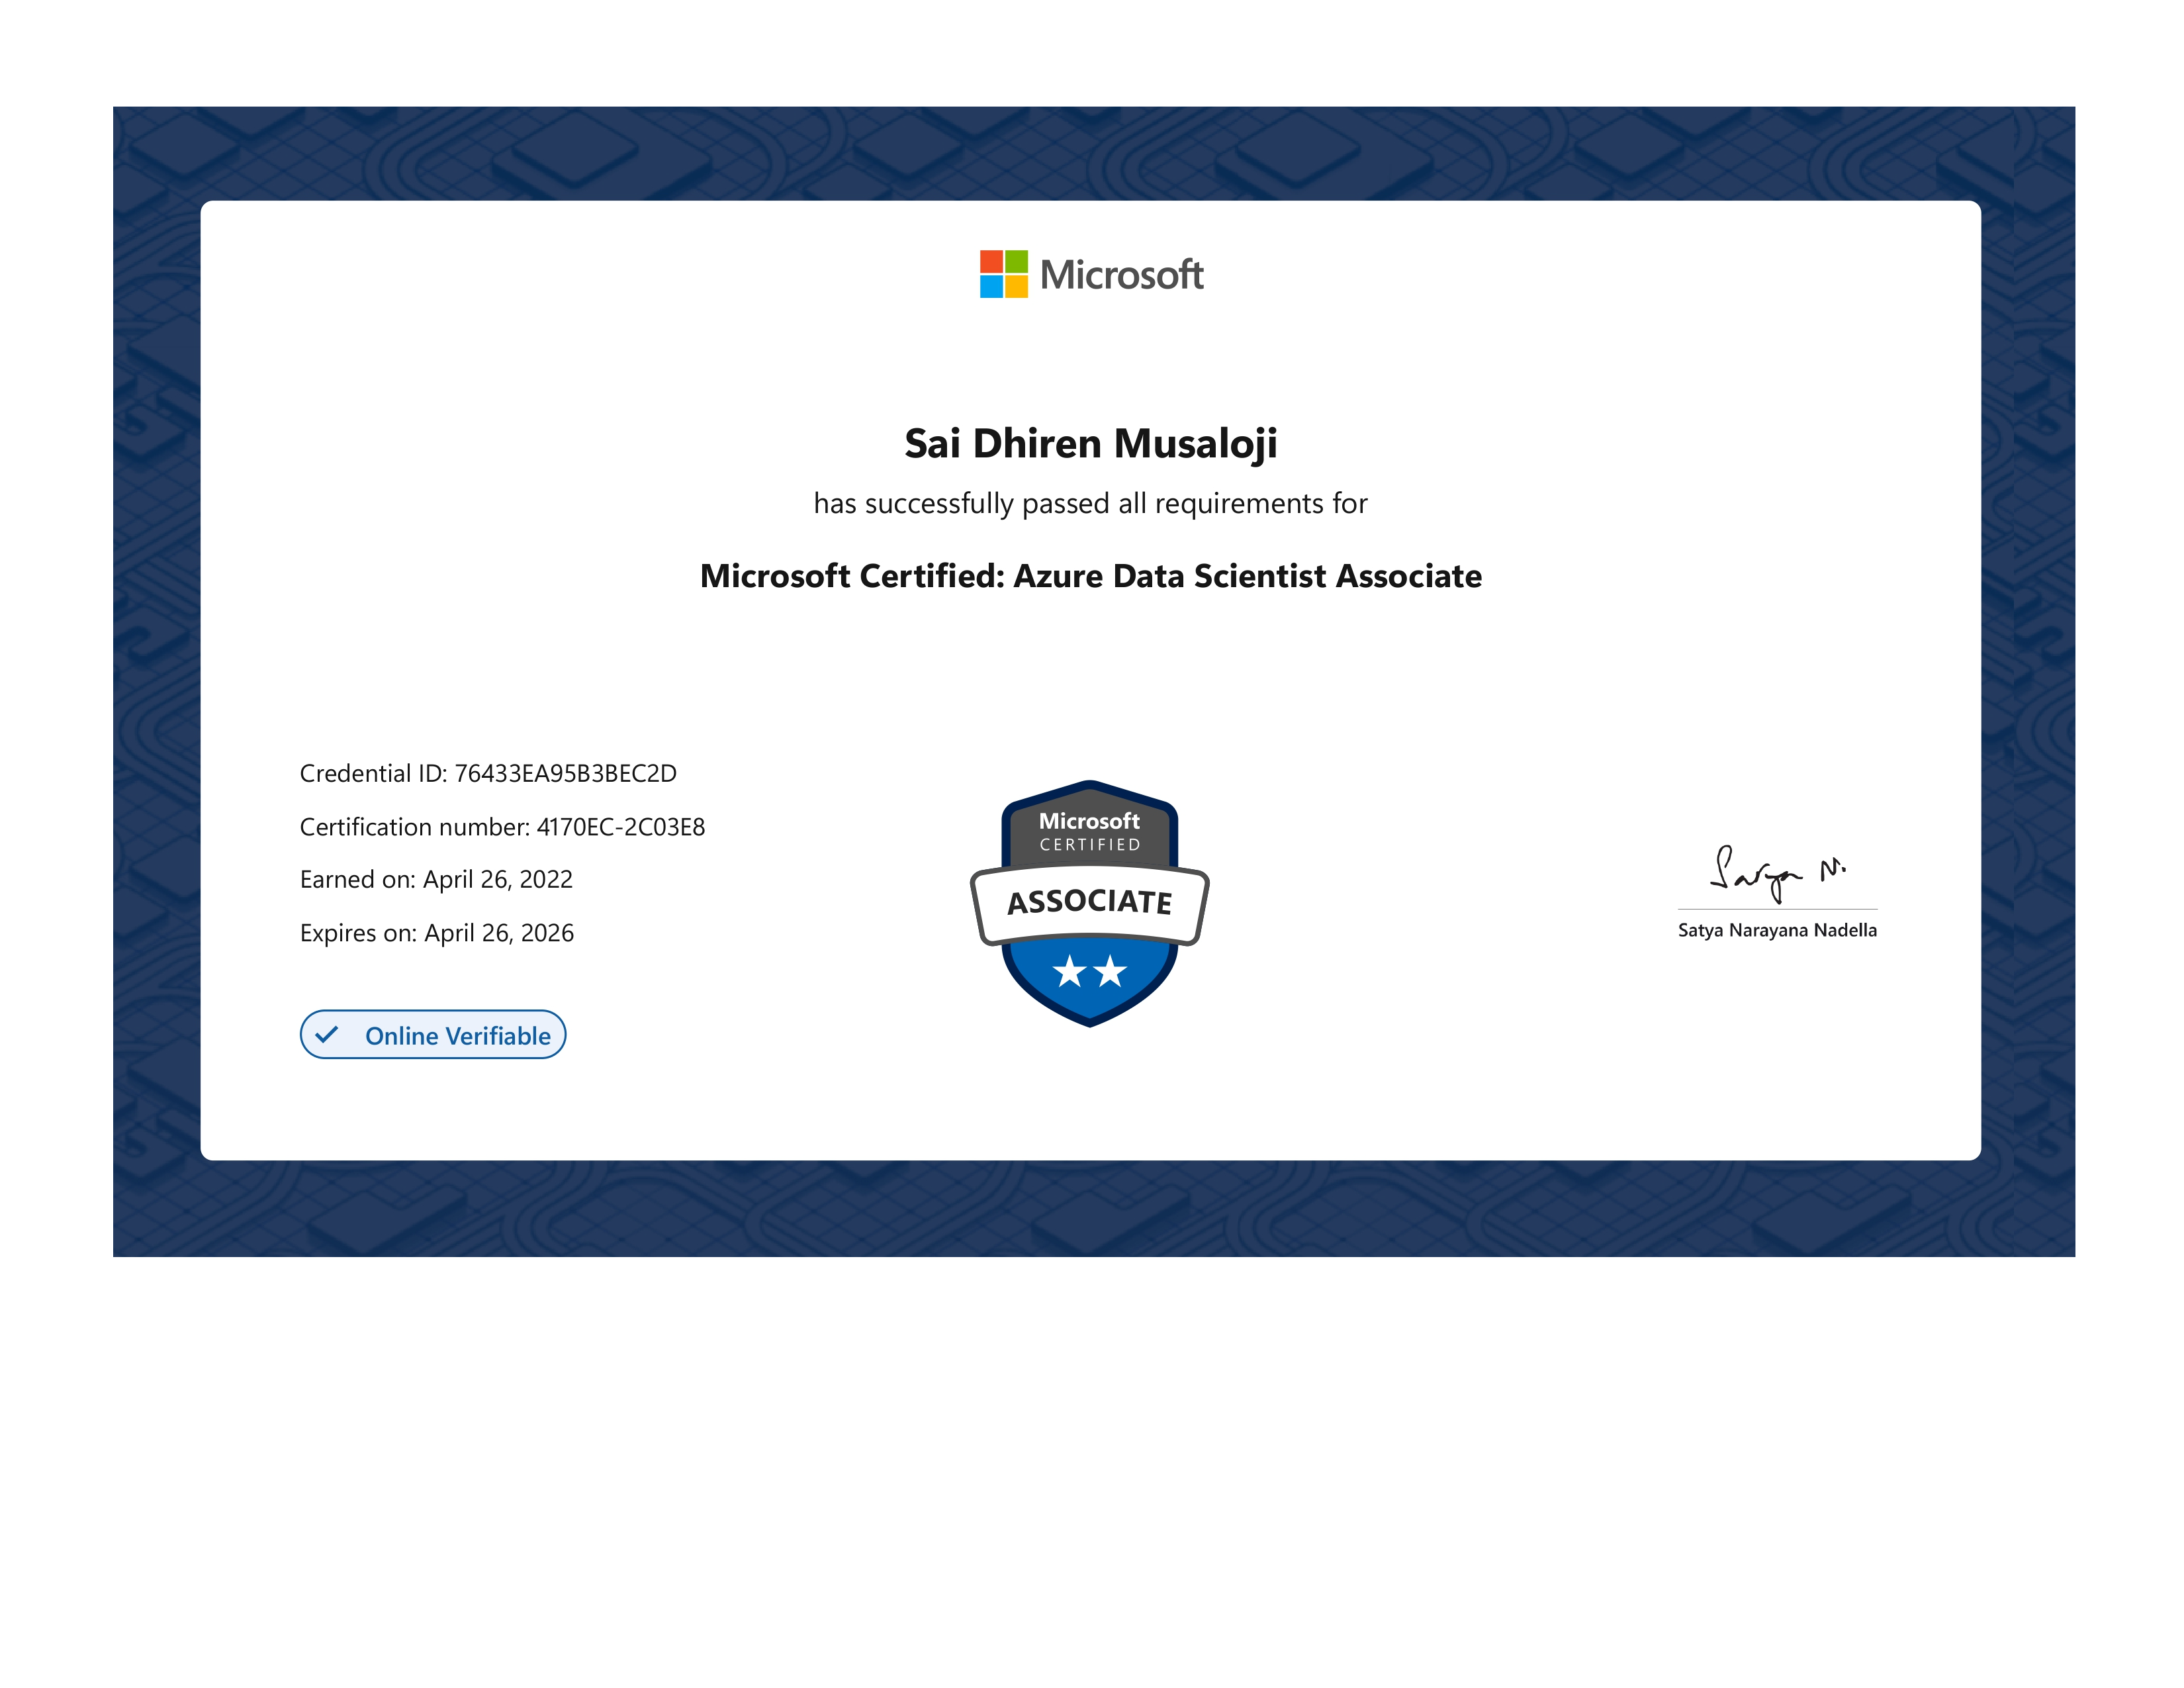 Microsoft
Sai Dhiren Musaloji
has successfully passed all requirements for
Microsoft Certified: Azure Data Scientist Associate
Credential ID: 76433EA95B3BEC2D
Certification number: 4170EC-2C03E8
Earned on: April 26, 2022
Expires on: April 26, 2026
Online Verifiable
Microsoft
CERTIFIED
ASSOCIATE
Satya N.
Satya Narayana Nadella